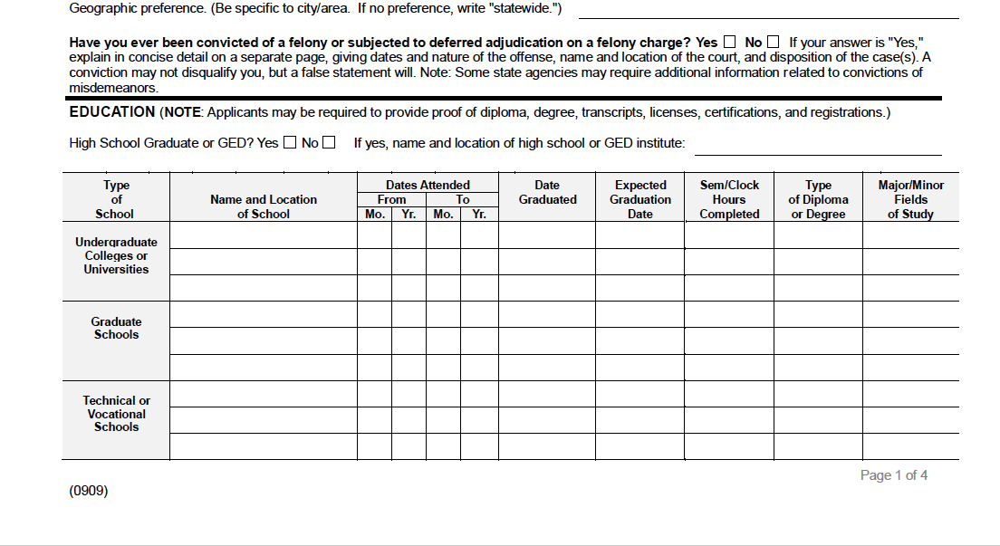 Geographic preference. (Be specific to city/area.  If no preference, write "statewide.")
Have you ever been convicted of a felony or subjected to deferred adjudication on a felony charge? Yes ☐ No ☐ If your answer is "Yes,"
explain in concise detail on a separate page, giving dates and nature of the offense, name and location of the court, and disposition of the case(s). A
conviction may not disqualify you, but a false statement will. Note: Some state agencies may require additional information related to convictions of
misdemeanors.
EDUCATION (NOTE: Applicants may be required to provide proof of diploma, degree, transcripts, licenses, certifications, and registrations.)
High School Graduate or GED? Yes ☐ No ☐ If yes, name and location of high school or GED institute:
Type
of
School
Name and Location
of School
Dates Attended
From To
Mo. Yr. Mo. Yr.
Date
Graduated
Expected
Graduation
Date
Sem/Clock
Hours
Completed
Type
of Diploma
or Degree
Major/Minor
Fields
of Study
Undergraduate
Colleges or
Universities
Graduate
Schools
Technical or
Vocational
Schools
Page 1 of 4
(0909)